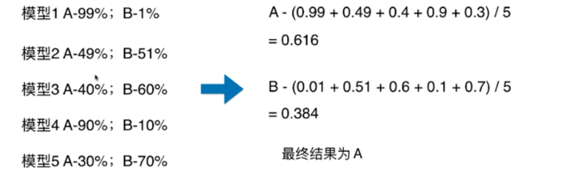 模型1 A-99%；B-1%
模型2 A-49%；B-51%
模型3 A-40%；B-60%
模型4 A-90%；B-10%
模型5 A-30%；B-70%
A - (0.99 + 0.49 + 0.4 + 0.9 + 0.3) / 5
= 0.616
B - (0.01 + 0.51 + 0.6 + 0.1 + 0.7) / 5
= 0.384
最终结果为 A